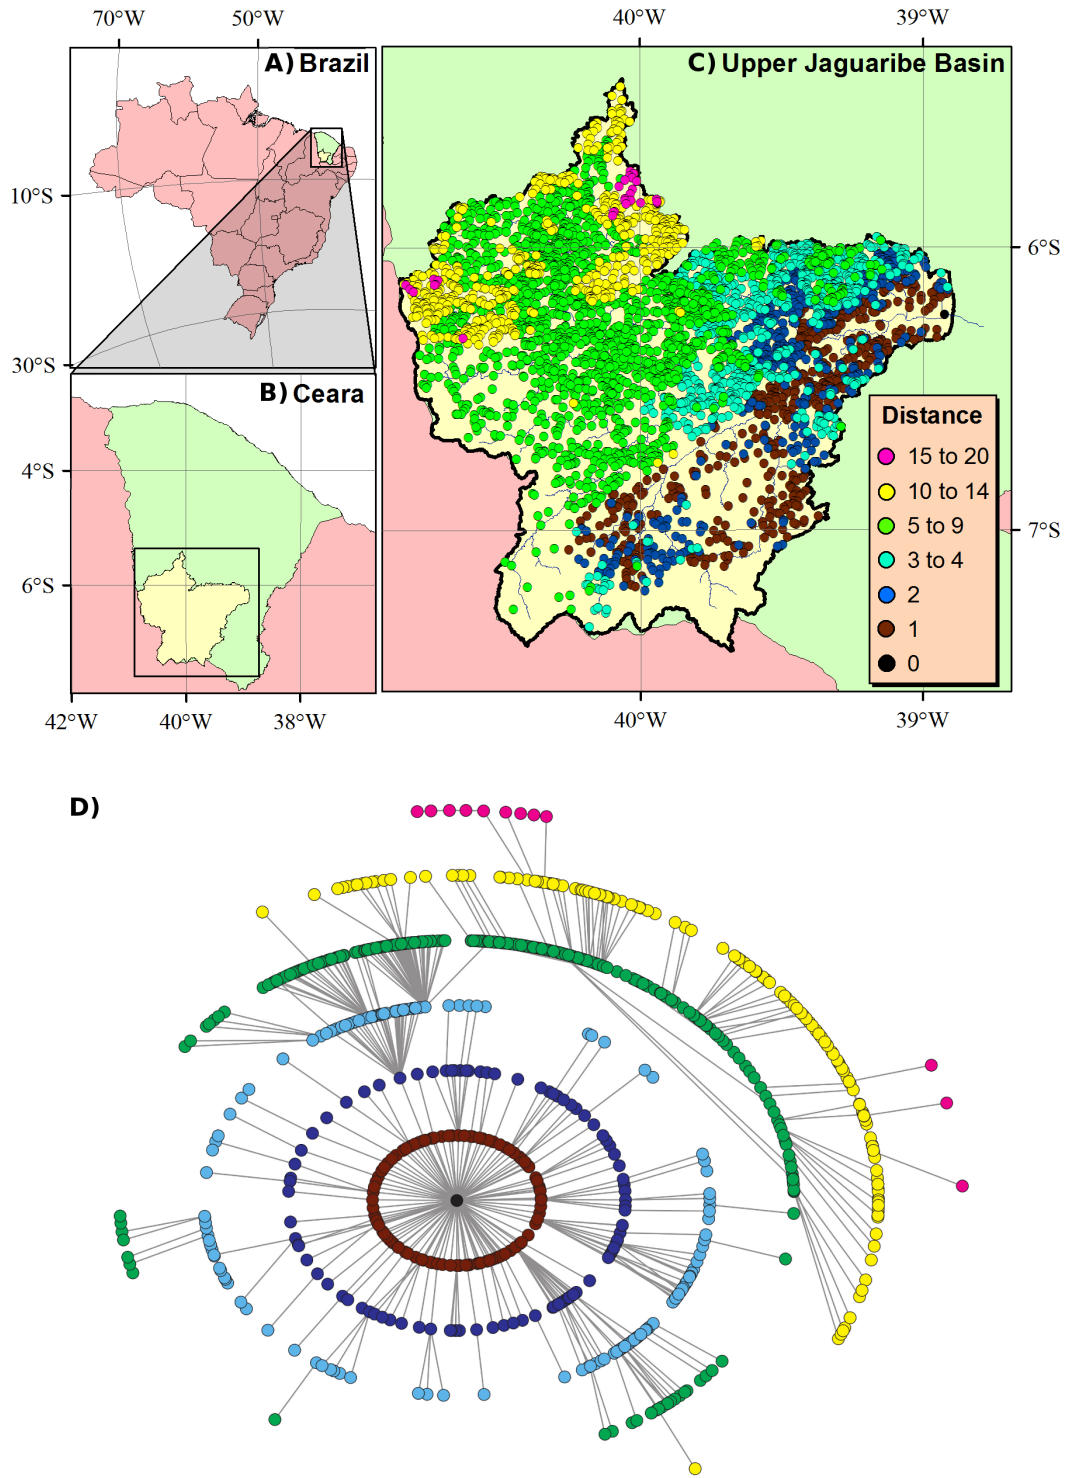 70°W 50°W 40°W 39°W
A) Brazil
C) Upper Jaguaribe Basin
10°S
6°S
30°S
B) Ceara
Distance
15 to 20
10 to 14
5 to 9
3 to 4
2
1
0
4°S
7°S
6°S
42°W 40°W 38°W 40°W 39°W
D)